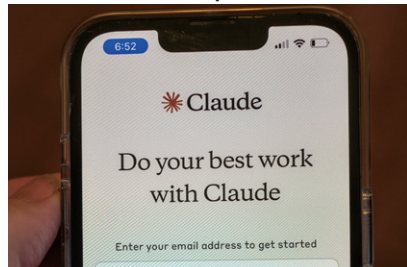 6:52
Claude
Do your best work
with Claude
Enter your email address to get started